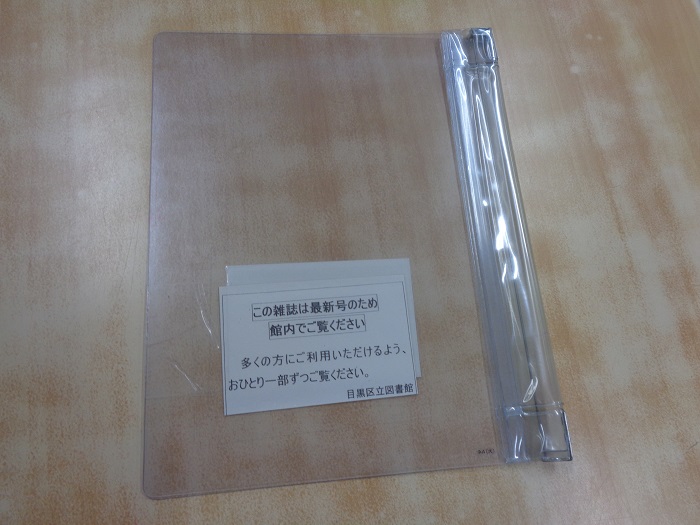 この雑誌は最新号のため
館内でご覧ください
多くの方にご利用いただけるよう、
おひとり一部ずつご覧ください。
目黒区立図書館